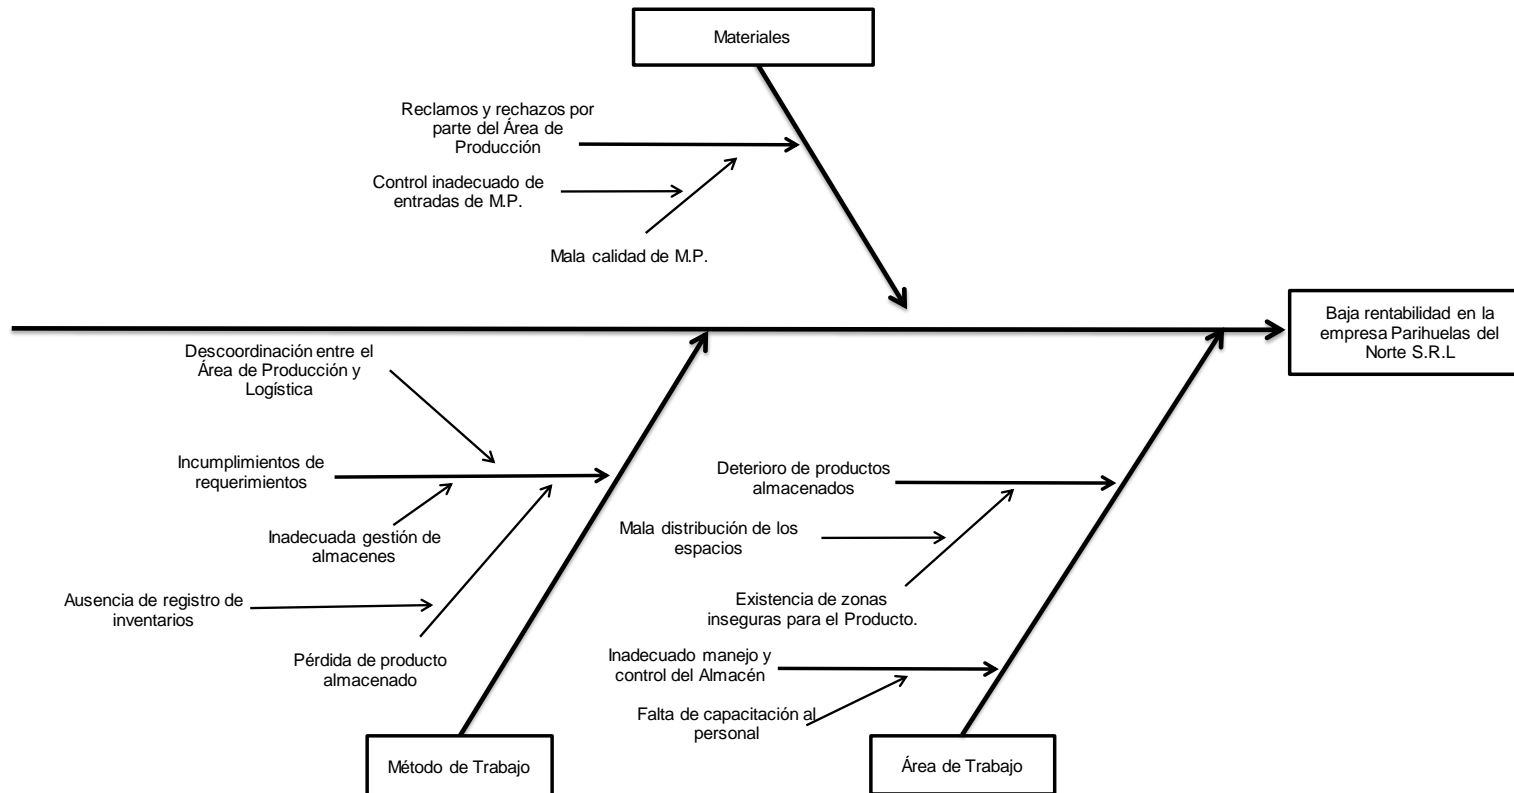 Materiales
Reclamos y rechazos por
parte del Área de
Producción
Control inadecuado de
entradas de M.P.
Mala calidad de M.P.
Baja rentabilidad en la
empresa Parihuelas del
Norte S.R.L
Descoordinación entre el
Área de Producción y
Logística
Incumplimientos de
requerimientos
Inadecuada gestión de
almacenes
Ausencia de registro de
inventarios
Pérdida de producto
almacenado
Deterioro de productos
almacenados
Mala distribución de los
espacios
Existencia de zonas
inseguras para el Producto.
Inadecuado manejo y
control del Almacén
Falta de capacitación al
personal
Método de Trabajo
Área de Trabajo